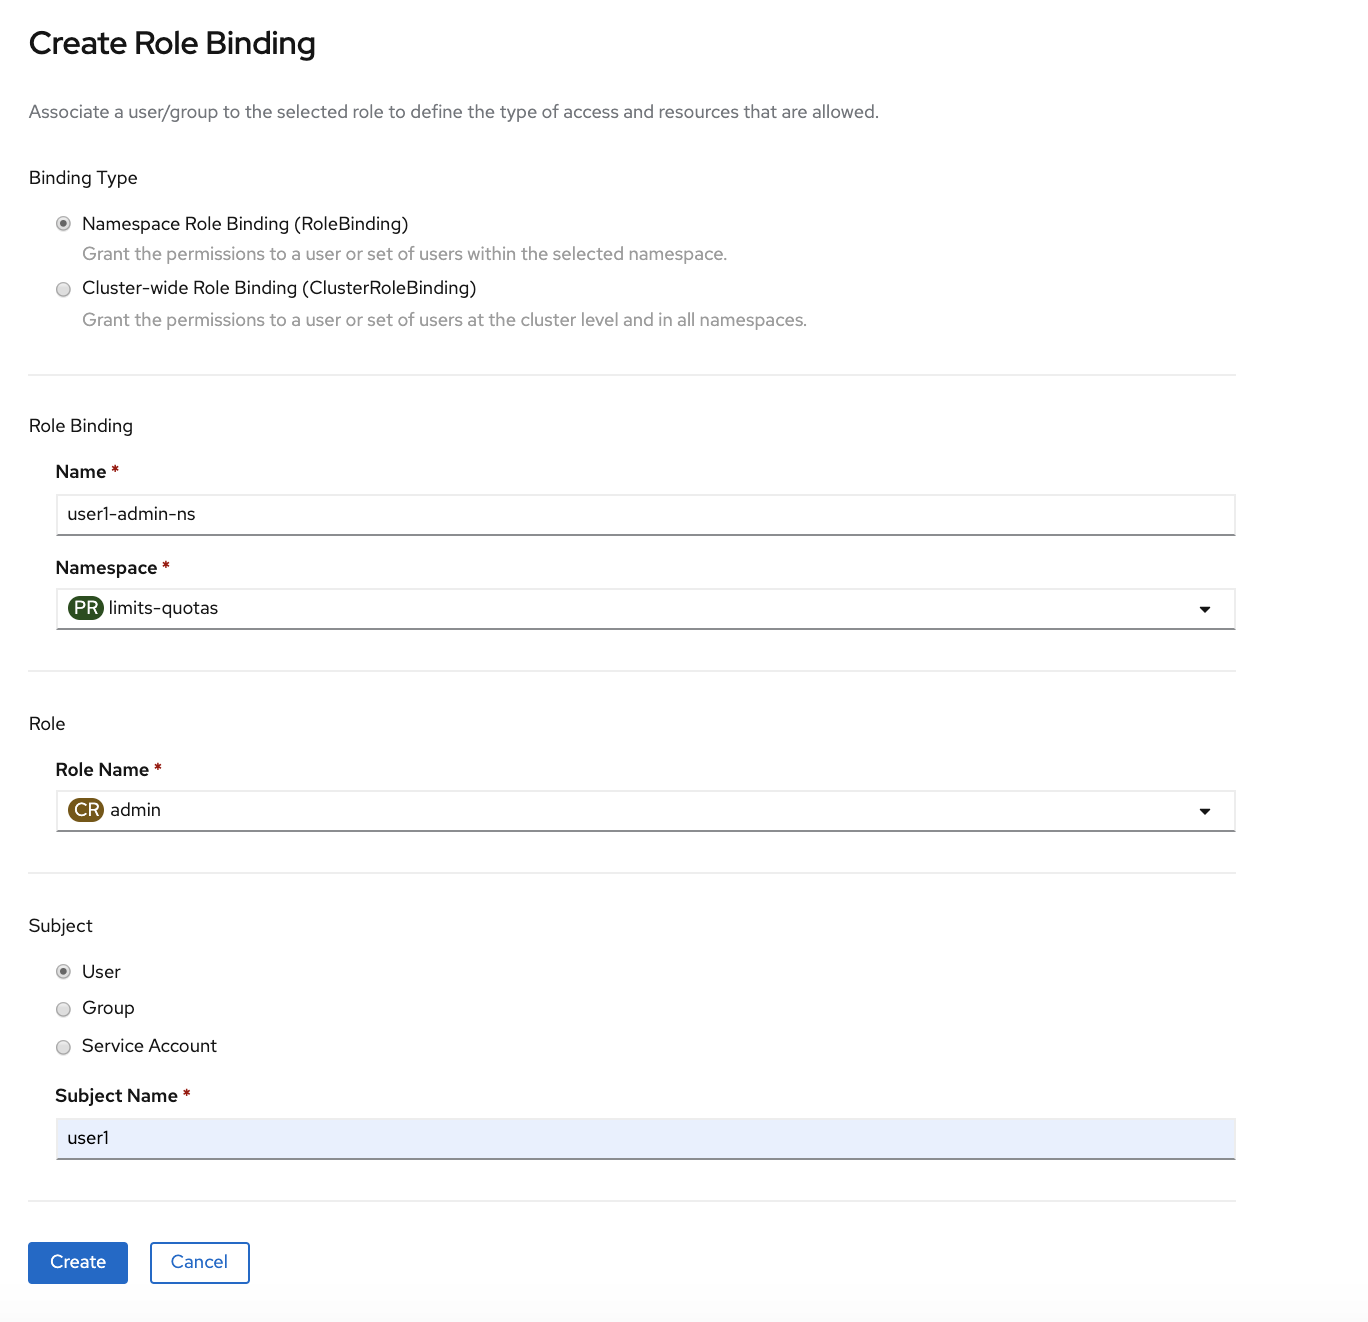 Create Role Binding
Associate a user/group to the selected role to define the type of access and resources that are allowed.
Binding Type
Namespace Role Binding (RoleBinding)
Grant the permissions to a user or set of users within the selected namespace.
Cluster-wide Role Binding (ClusterRoleBinding)
Grant the permissions to a user or set of users at the cluster level and in all namespaces.
Role Binding
Name *
user1-admin-ns
Namespace *
PR limits-quotas
Role
Role Name *
CR admin
Subject
User
Group
Service Account
Subject Name *
user1
Create Cancel